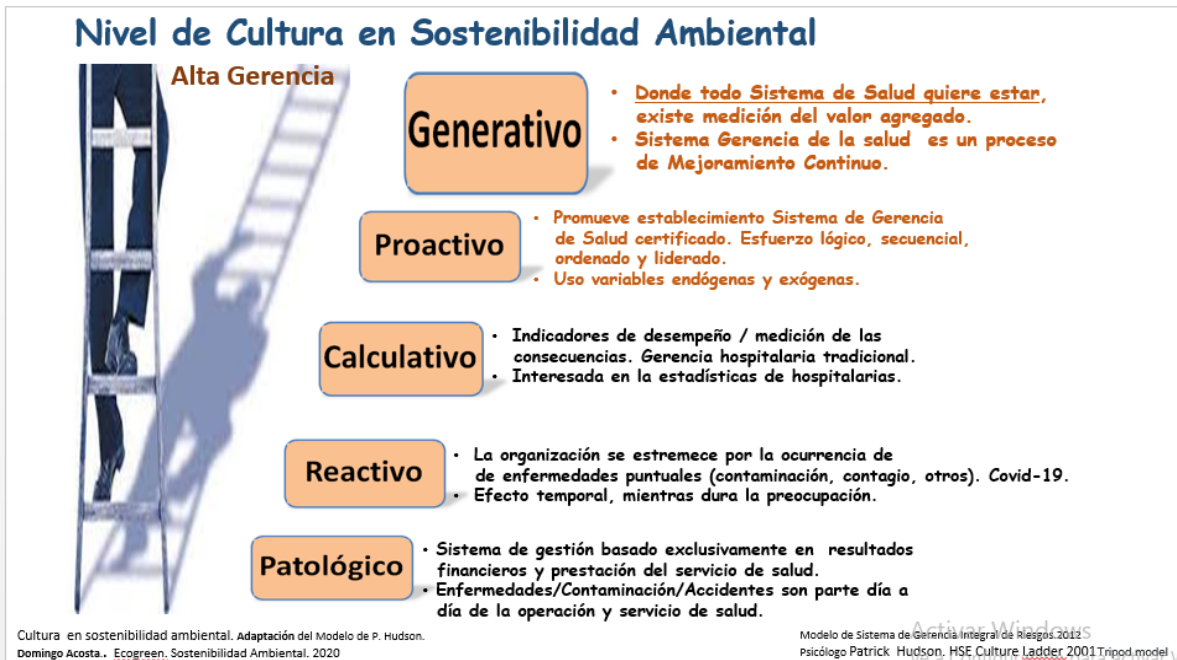 Nivel de Cultura en Sostenibilidad Ambiental
Alta Gerencia
Generativo
• Donde todo Sistema de Salud quiere estar,
existe medición del valor agregado.
• Sistema Gerencia de la salud es un proceso
de Mejoramiento Continuo.
Proactivo
• Promueve establecimiento Sistema de Gerencia
de Salud certificado. Esfuerzo lógico, secuencial,
ordenado y liderado.
• Uso variables endógenas y exógenas.
Calculativo
• Indicadores de desempeño / medición de las
consecuencias. Gerencia hospitalaria tradicional.
• Interesada en la estadísticas de hospitalarias.
Reactivo
• La organización se estremece por la ocurrencia de
de enfermedades puntuales (contaminación, contagio, otros). Covid-19.
• Efecto temporal, mientras dura la preocupación.
Patológico
• Sistema de gestión basado exclusivamente en resultados
financieros y prestación del servicio de salud.
• Enfermedades/Contaminación/Accidentes son parte día a
día de la operación y servicio de salud.
Cultura en sostenibilidad ambiental. Adaptación del Modelo de P. Hudson.
Domingo Acosta.. Ecogreen. Sostenibilidad Ambiental. 2020
Activar Windows
Modelo de Sistema de Gerencia Integral de Riesgos.2012
Psicólogo Patrick Hudson. HSE Culture Ladder 2001 Tripod model